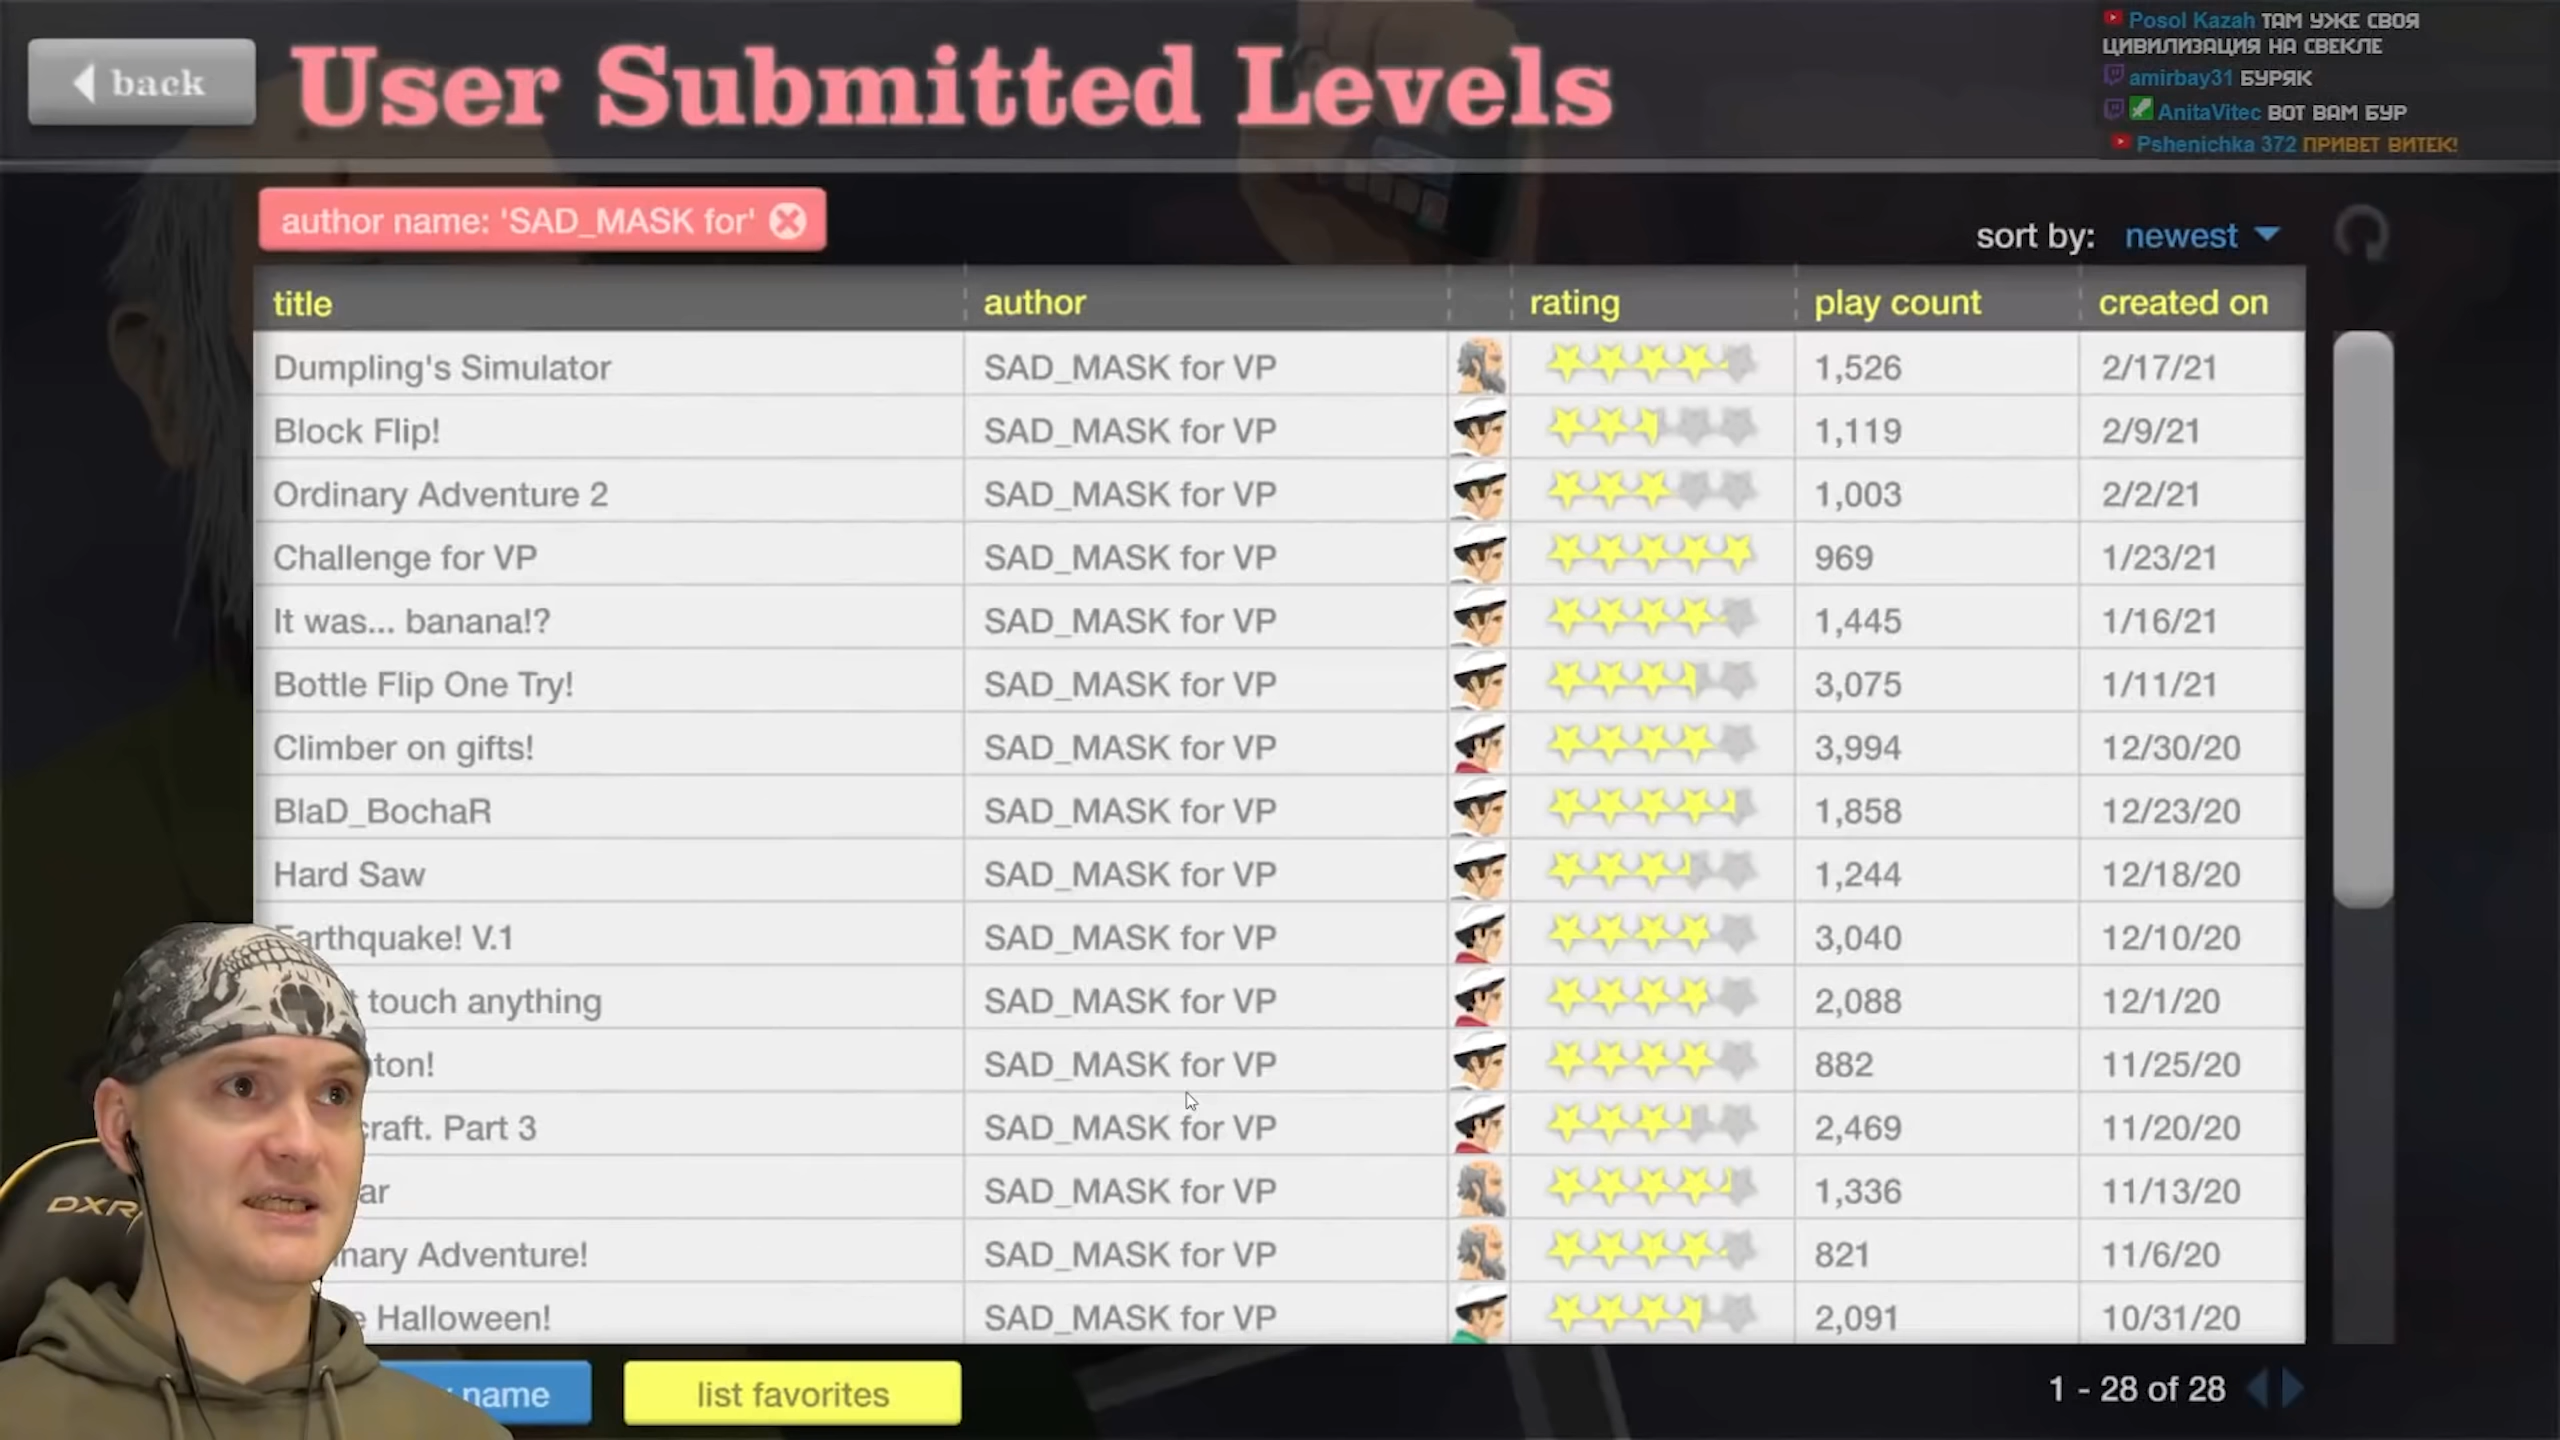 back
User Submitted Levels
Posol Kazah ТАМ УЖЕ СВОЯ
ЦИВИЛИЗАЦИЯ НА СВЕКЛЕ
amirbay31 БУРЯК
AnitaVitec ВОТ ВАМ БУР
Pshenichka 372 ПРИВЕТ ВИТЕК!
author name: 'SAD_MASK for'
sort by: newest
title author rating play count created on
Dumpling's Simulator SAD_MASK for VP 1,526 2/17/21
Block Flip! SAD_MASK for VP 1,119 2/9/21
Ordinary Adventure 2 SAD_MASK for VP 1,003 2/2/21
Challenge for VP SAD_MASK for VP 969 1/23/21
It was... banana!? SAD_MASK for VP 1,445 1/16/21
Bottle Flip One Try! SAD_MASK for VP 3,075 1/11/21
Climber on gifts! SAD_MASK for VP 3,994 12/30/20
BlaD_BochaR SAD_MASK for VP 1,858 12/23/20
Hard Saw SAD_MASK for VP 1,244 12/18/20
Earthquake! V.1 SAD_MASK for VP 3,040 12/10/20
touch anything SAD_MASK for VP 2,088 12/1/20
SAD_MASK for VP 882 11/25/20
Part 3 SAD_MASK for VP 2,469 11/20/20
SAD_MASK for VP 1,336 11/13/20
Adventure! SAD_MASK for VP 821 11/6/20
Halloween! SAD_MASK for VP 2,091 10/31/20
name
list favorites
1 - 28 of 28